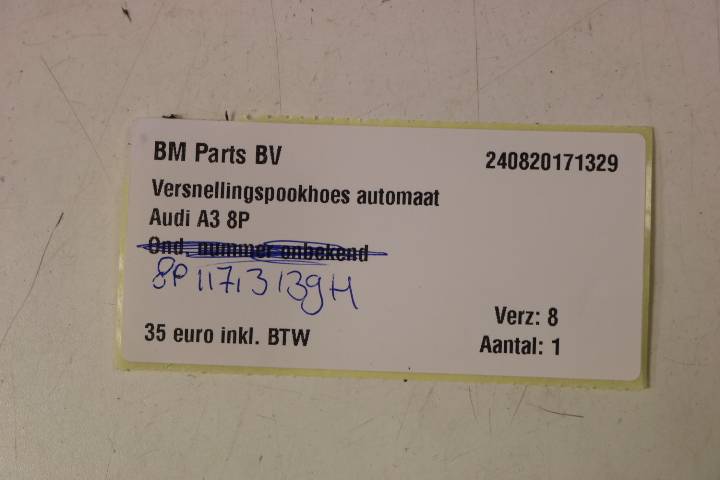 BM Parts BV
240820171329
Versnellingspookhoes automaat
Audi A3 8P
Ond. nummer onbekend
8P11713139H
35 euro inkl. BTW
Verz: 8
Aantal: 1